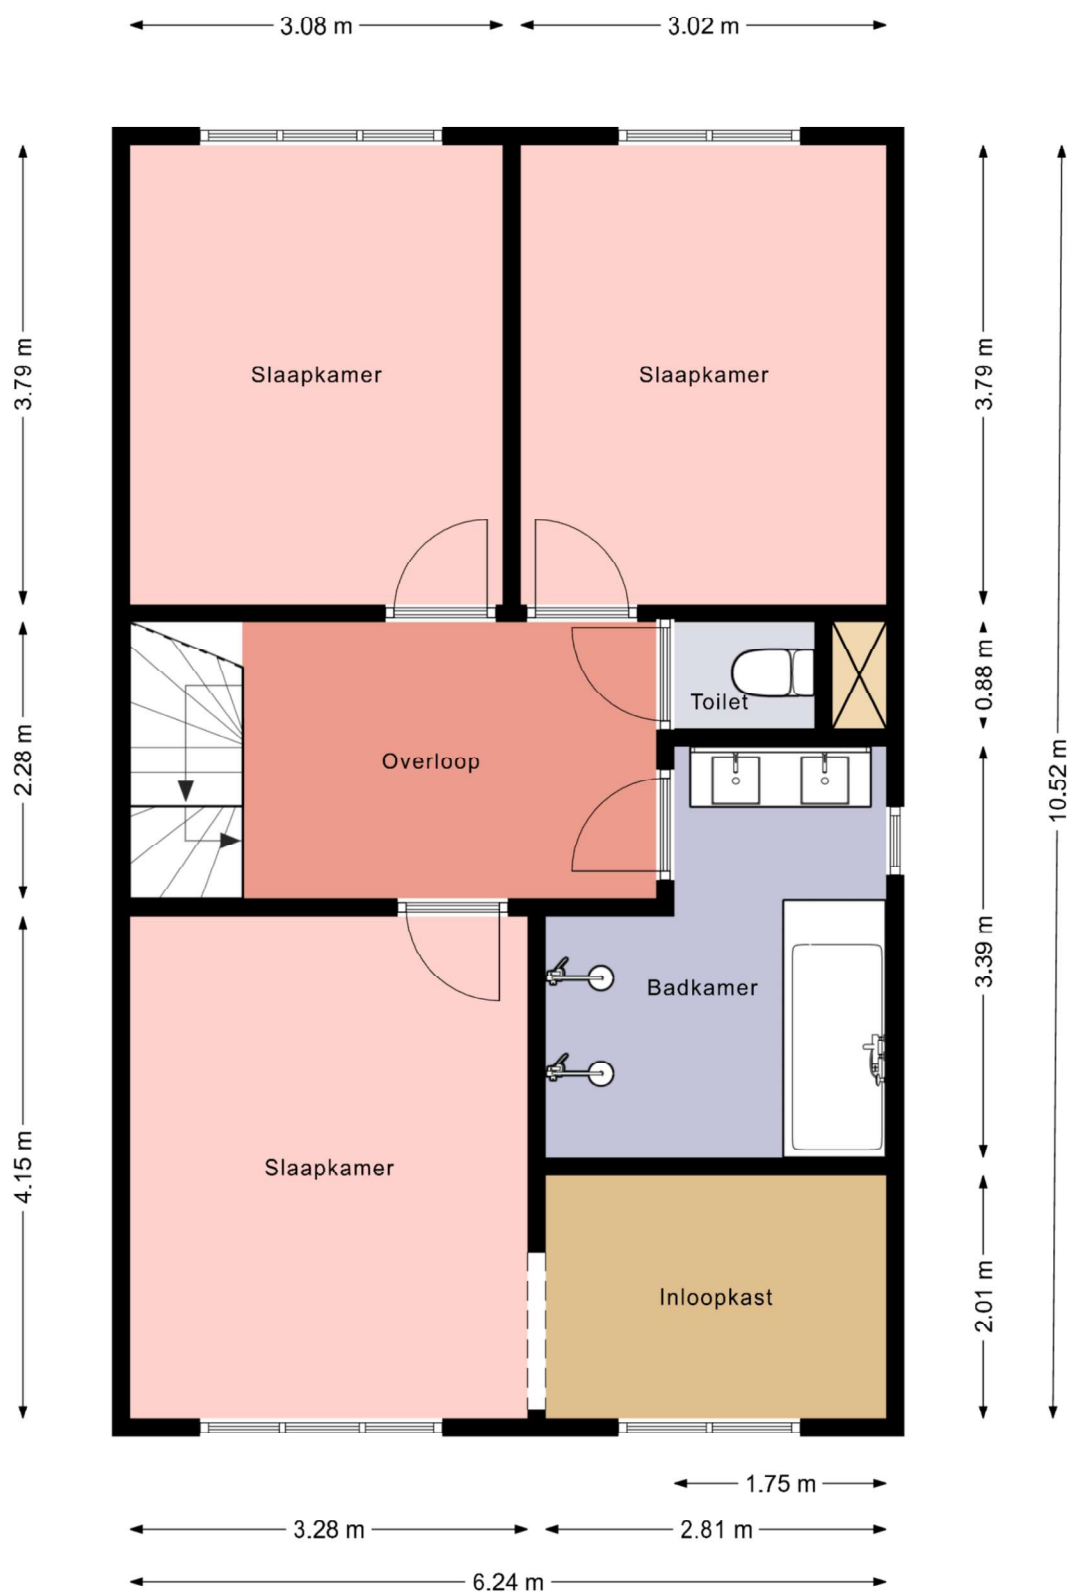 3.08 m
3.02 m
3.79 m
Slaapkamer
Slaapkamer
3.79 m
2.28 m
Overloop
Toilet
0.88 m
10.52 m
4.15 m
Slaapkamer
Badkamer
3.39 m
Inloopkast
2.01 m
1.75 m
3.28 m
2.81 m
6.24 m